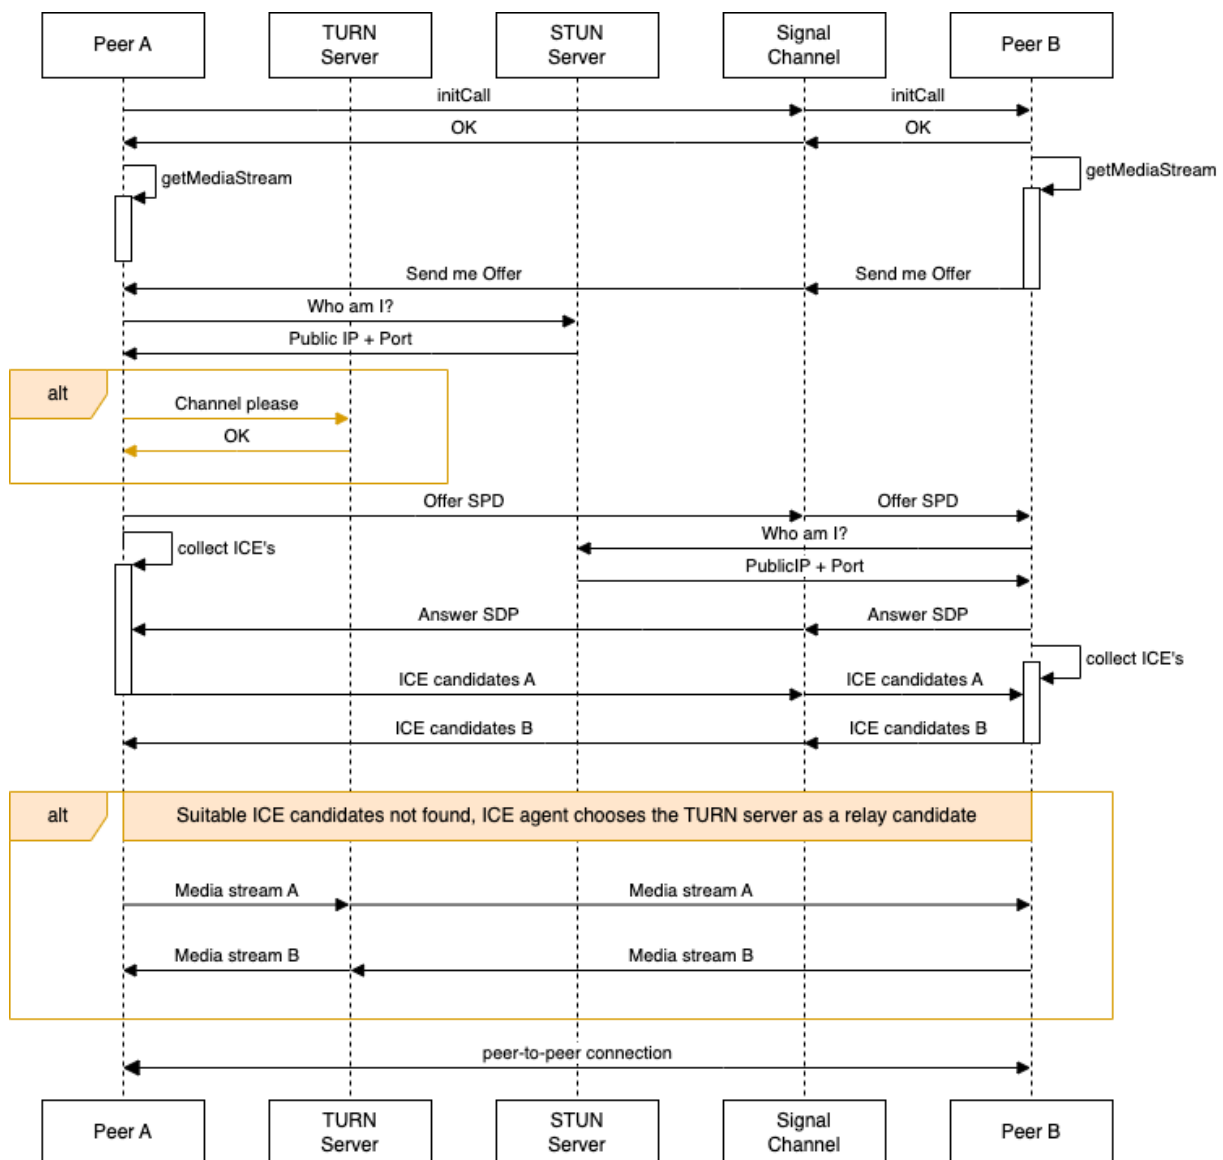 Peer A
TURN
Server
STUN
Server
Signal
Channel
Peer B
initCall
initCall
OK
OK
getMediaStream
getMediaStream
Send me Offer
Send me Offer
Who am I?
Public IP + Port
alt
Channel please
OK
Offer SPD
Offer SPD
Who am I?
collect ICE's
PublicIP + Port
Answer SDP
Answer SDP
collect ICE's
ICE candidates A
ICE candidates A
ICE candidates B
ICE candidates B
alt
Suitable ICE candidates not found, ICE agent chooses the TURN server as a relay candidate
Media stream A
Media stream A
Media stream B
Media stream B
peer-to-peer connection
Peer A
TURN
Server
STUN
Server
Signal
Channel
Peer B